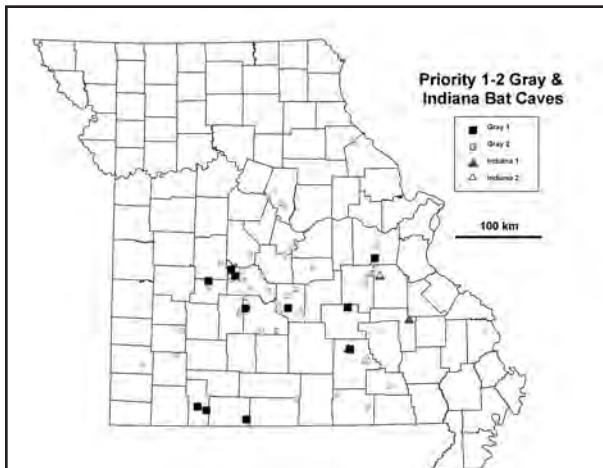 Priority 1-2 Gray &
Indiana Bat Caves
Gray 1
Gray 2
Indiana 1
Indiana 2
100 km